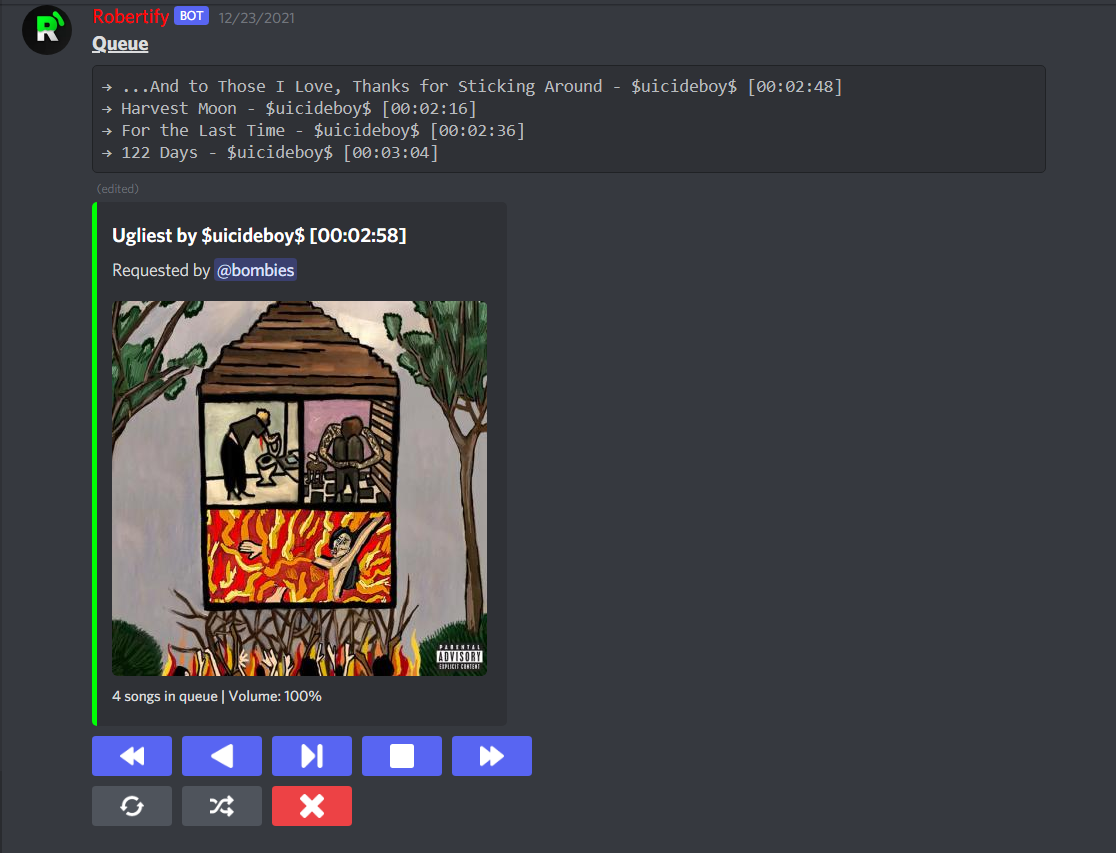 Robertify BOT 12/23/2021
Queue
→ ...And to Those I Love, Thanks for Sticking Around - $uicideboy$ [00:02:48]
→ Harvest Moon - $uicideboy$ [00:02:16]
→ For the Last Time - $uicideboy$ [00:02:36]
→ 122 Days - $uicideboy$ [00:03:04]
(edited)
Ugliest by $uicideboy$ [00:02:58]
Requested by @bombies
PARENTAL
ADVISORY
EXPLICIT CONTENT
4 songs in queue | Volume: 100%